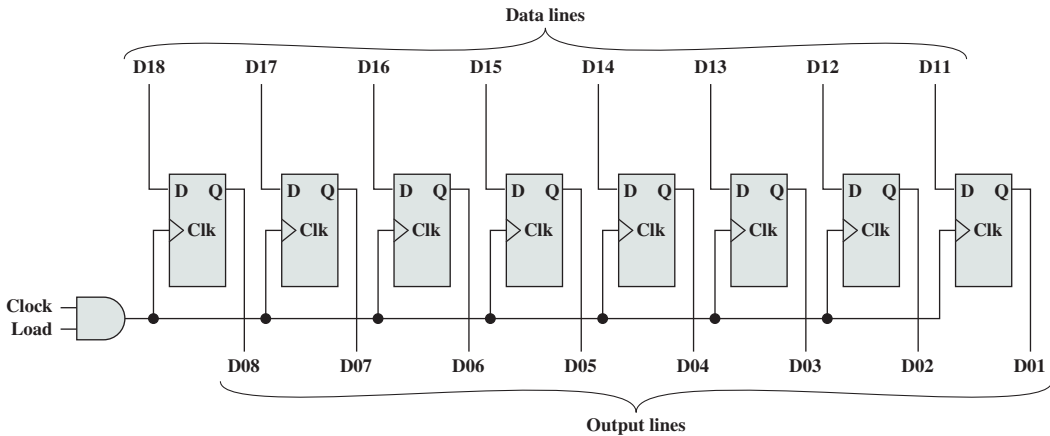 Data lines
D18 D17 D16 D15 D14 D13 D12 D11
D Q D Q D Q D Q D Q D Q D Q D Q
Clk Clk Clk Clk Clk Clk Clk Clk
Clock
Load
D08 D07 D06 D05 D04 D03 D02 D01
Output lines